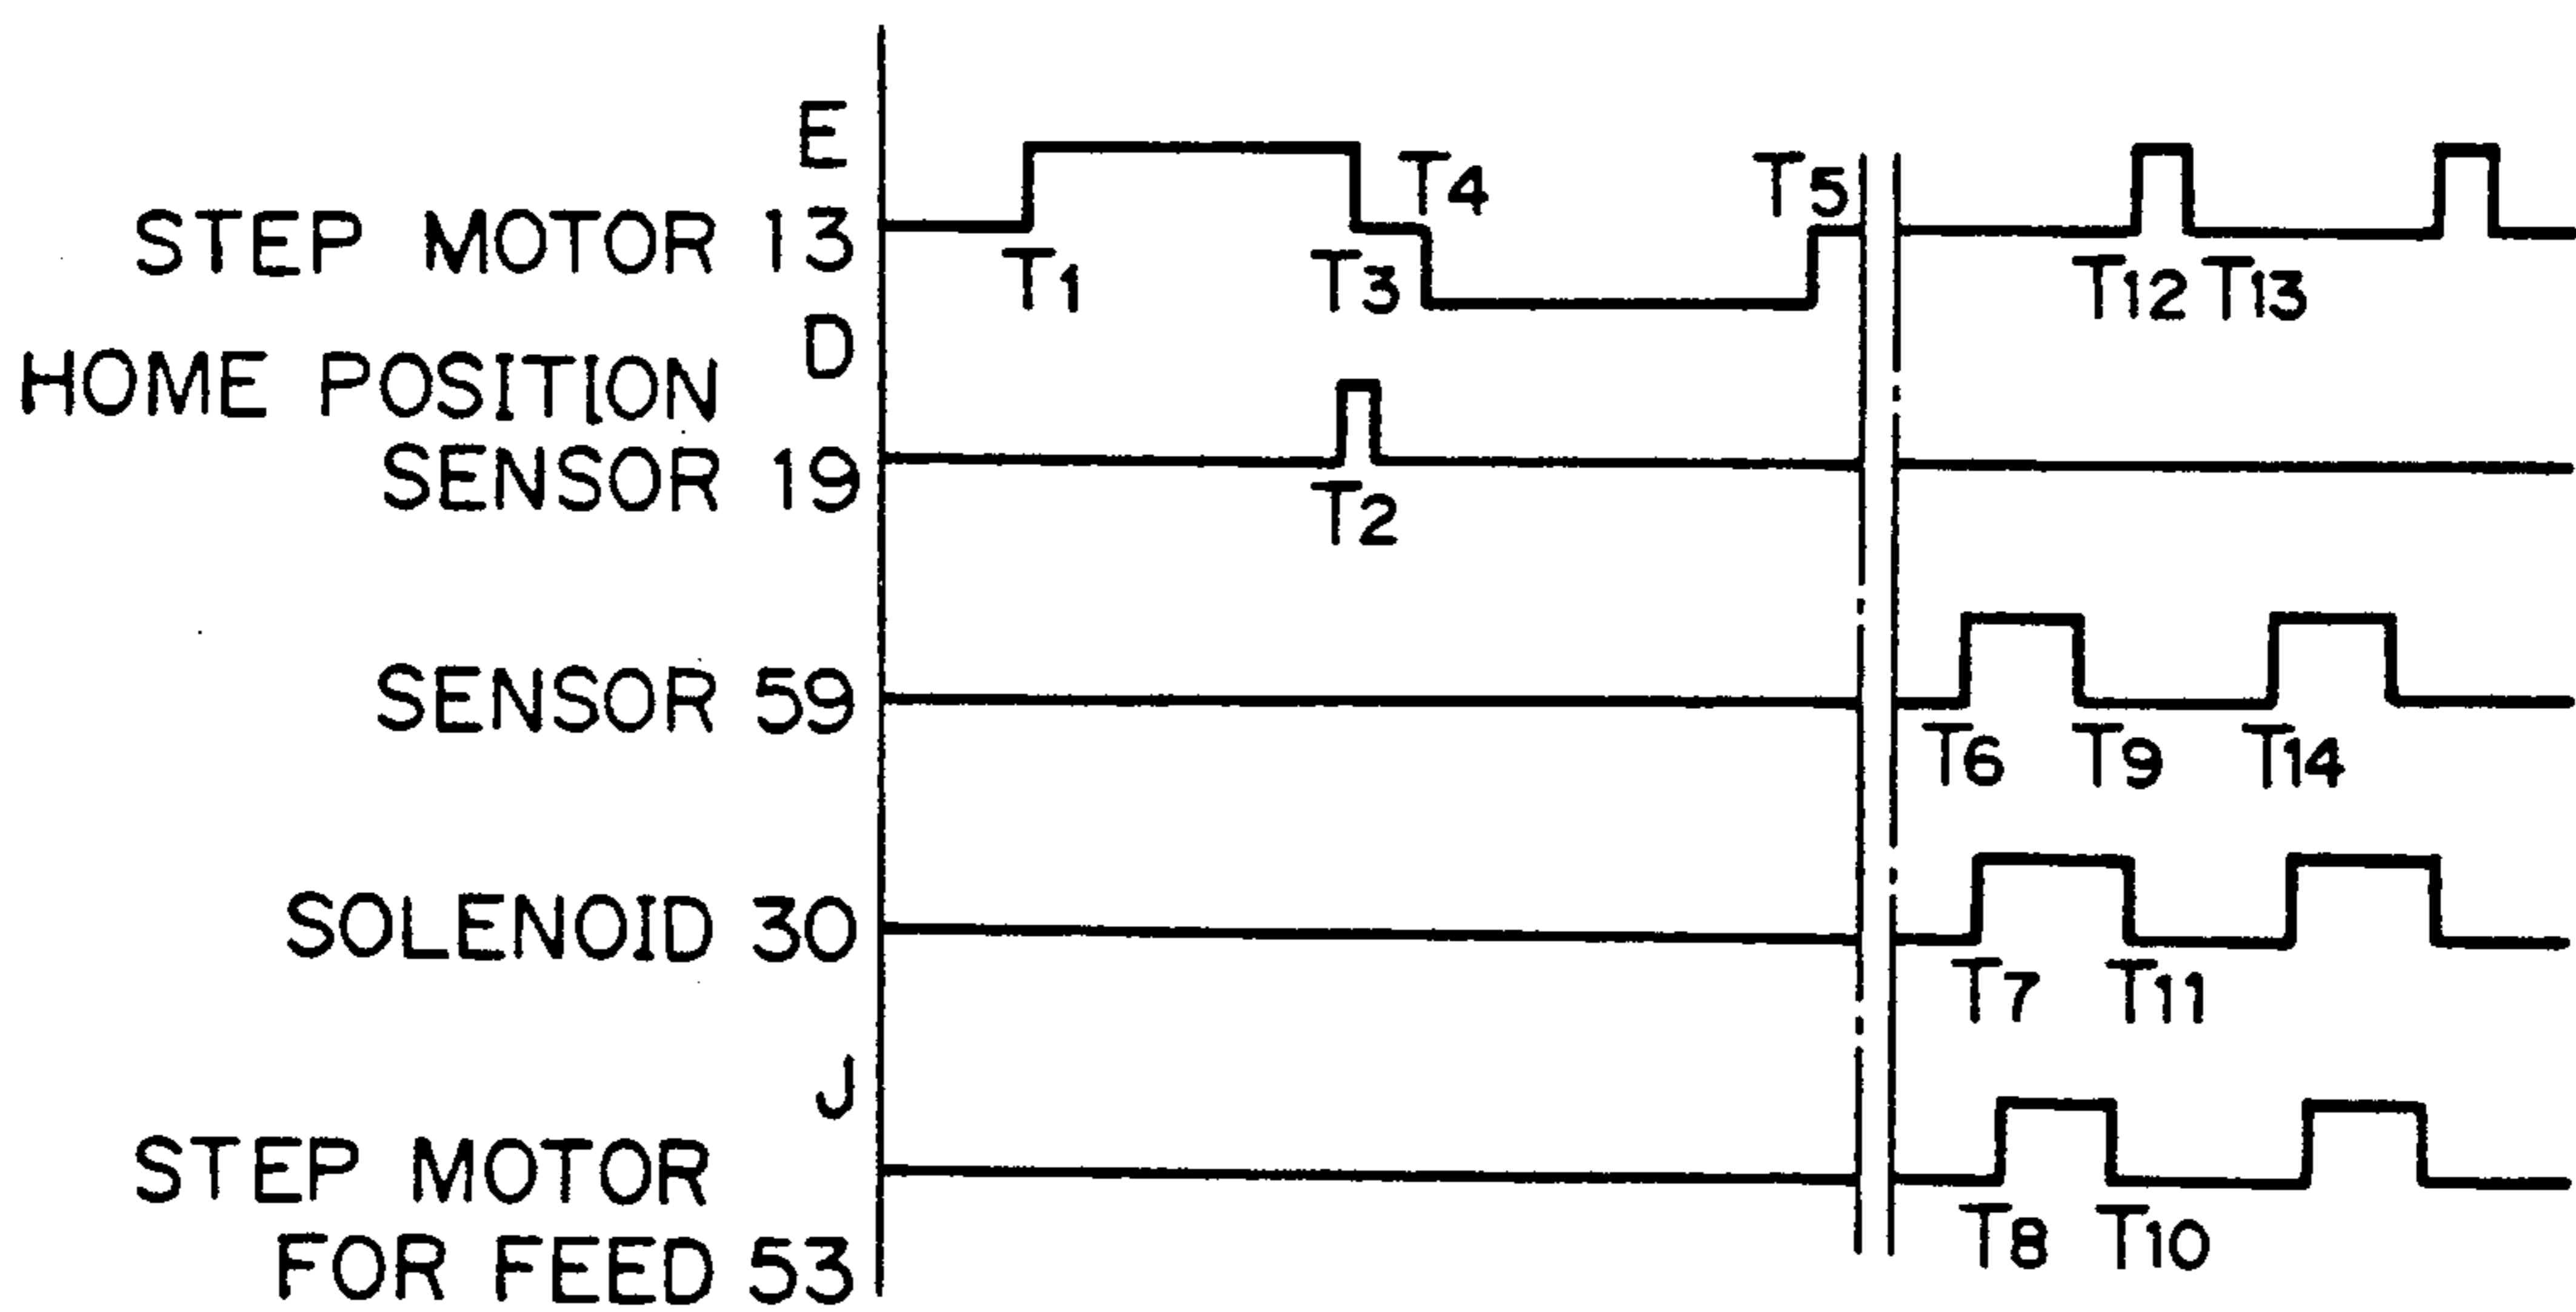 E
STEP MOTOR 13
T1
T3
T4
T5
T12 T13
D
HOME POSITION
SENSOR 19
T2
SENSOR 59
T6
T9
T14
SOLENOID 30
T7
T11
J
STEP MOTOR
FOR FEED 53
T8
T10